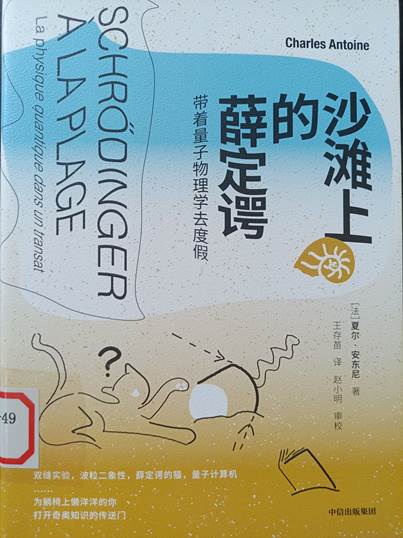 Charles Antoine
SCHRÖDINGER
À LA PLAGE
La physique quantique dans un transat
沙滩上
的
薛定谔
带着量子物理学去度假
[法]夏尔·安东尼 著
王存苗 译 赵小明 审校
?
49
双缝实验，波粒二象性，薛定谔的猫，量子计算机
……
为躺椅上懒洋洋的你
打开奇奥知识的传送门
中信出版集团